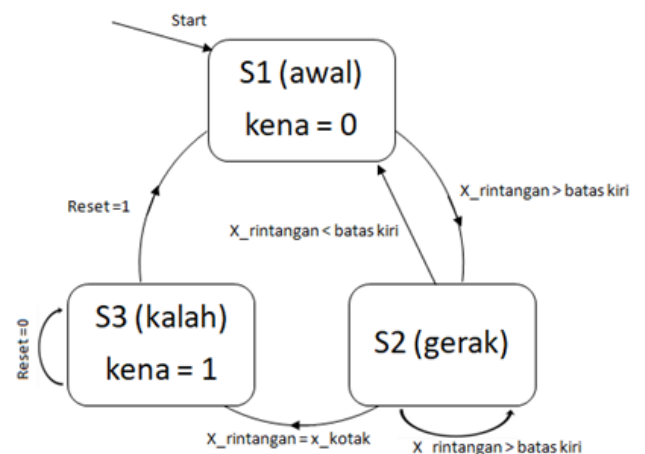 Start
S1 (awal)
kena = 0
X_rintangan > batas kiri
Reset =1
X_rintangan < batas kiri
S3 (kalah)
kena = 1
S2 (gerak)
Reset =0
X_rintangan = x_kotak
X_rintangan > batas kiri